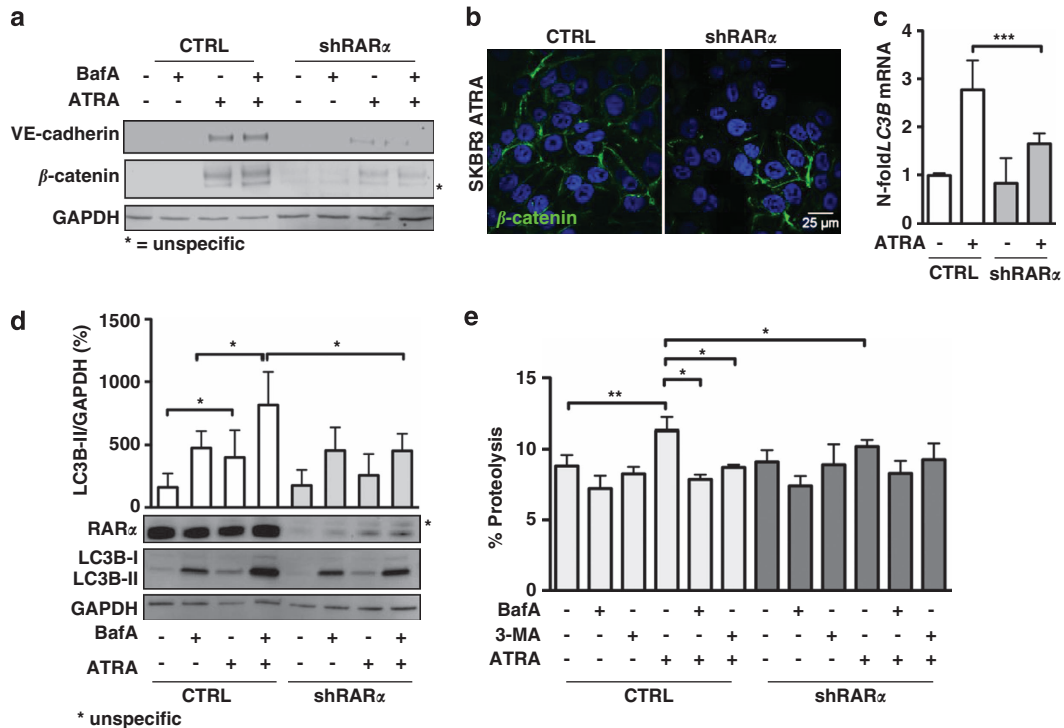 a
CTRL shRARα
BafA - + - + - + - +
ATRA - - + + - - + +
VE-cadherin
β-catenin
*
GAPDH
* = unspecific
b
CTRL shRARα
SKBR3 ATRA
β-catenin
25 µm
c
***
N-fold LC3B mRNA
4
3
2
1
0
ATRA - + - +
CTRL shRARα
d
LC3B-II/GAPDH (%)
1500
1000
500
0
* *
*
RARα
*
LC3B-I
LC3B-II
GAPDH
BafA - + - + - + - +
ATRA - - + + - - + +
CTRL shRARα
* unspecific
e
% Proteolysis
15
10
5
0
*
*
** *
BafA - + - - + - - + - - + -
3-MA - - + - - + - - + - - +
ATRA - - - + + + - - - + + +
CTRL shRARα